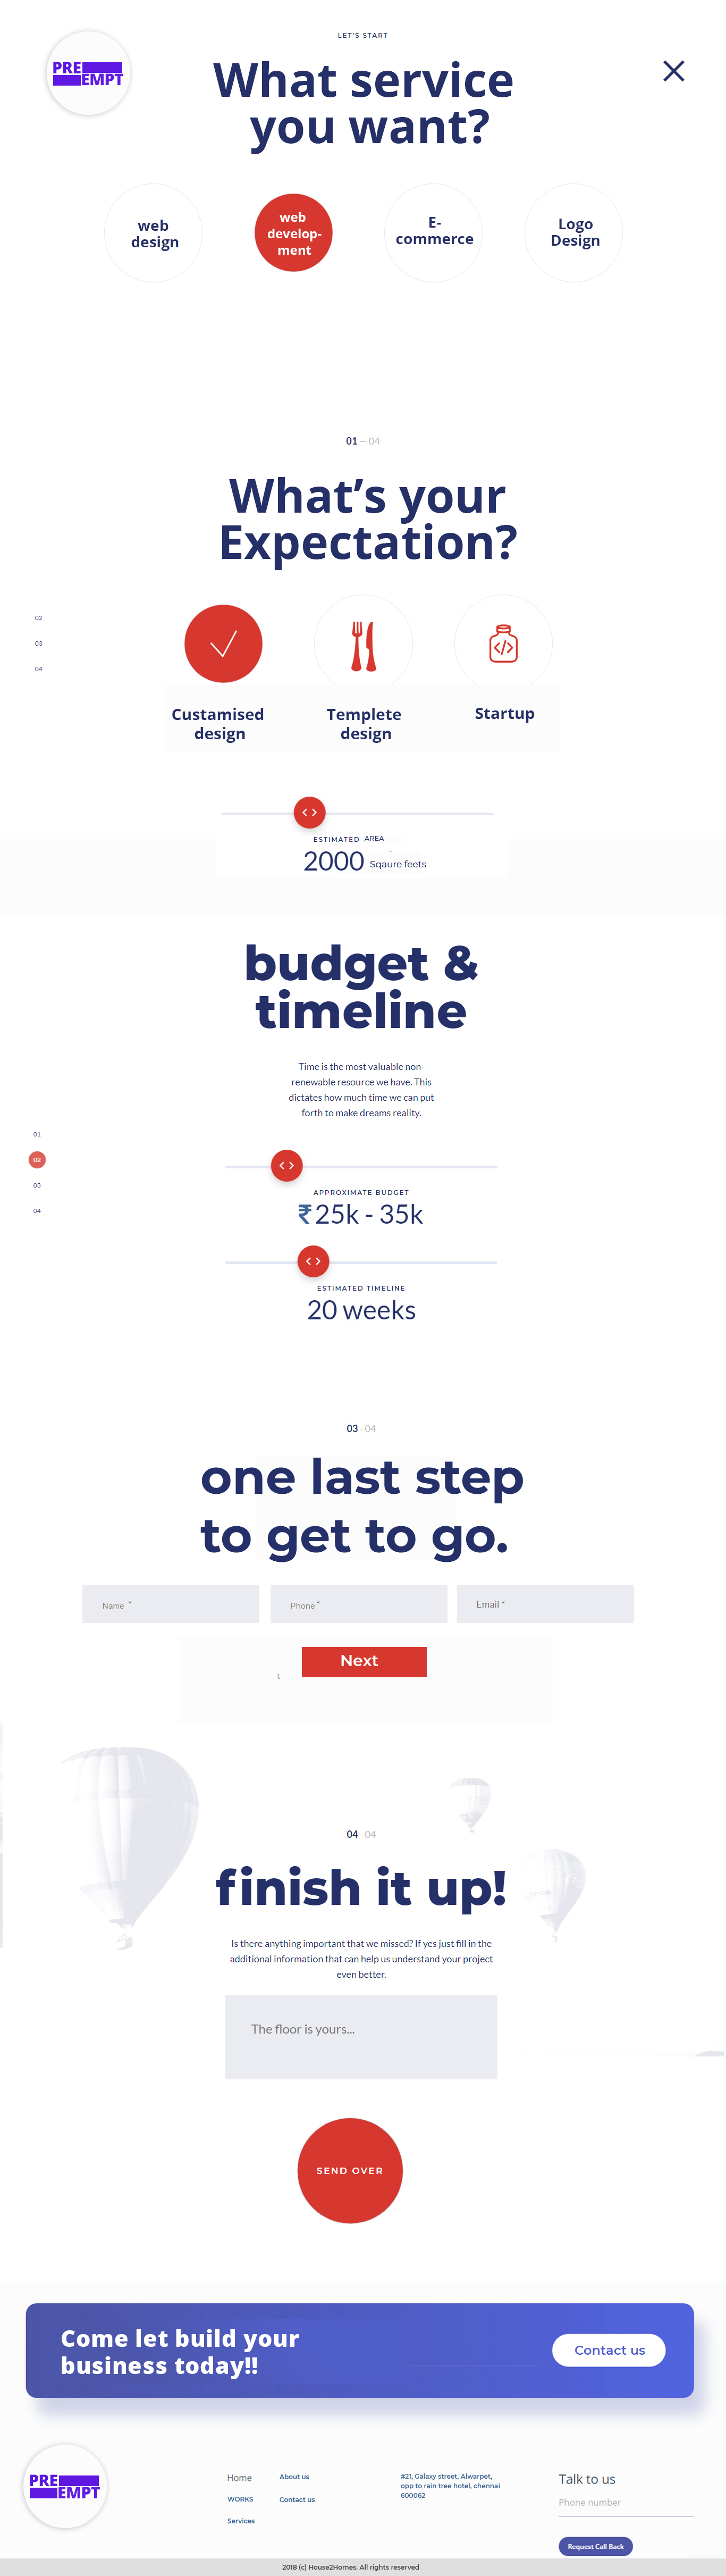 LET'S START
PRE
EMPT
What service
you want?
web
design
web
develop-
ment
E-
commerce
Logo
Design
01 — 04
What's your
Expectation?
02
03
04
Custamised
design
Templete
design
Startup
ESTIMATED AREA
2000 Sqaure feets
budget &
timeline
Time is the most valuable non-
renewable resource we have. This
dictates how much time we can put
forth to make dreams reality.
01
02
03
04
APPROXIMATE BUDGET
₹25k - 35k
ESTIMATED TIMELINE
20 weeks
03 - 04
one last step
to get to go.
Name *
Phone *
Email *
Next
t
04 - 04
finish it up!
Is there anything important that we missed? If yes just fill in the
additional information that can help us understand your project
even better.
The floor is yours...
SEND OVER
Come let build your
business today!!
Contact us
PRE
EMPT
Home
WORKS
Services
About us
Contact us
#21, Galaxy street, Alwarpet,
opp to rain tree hotel, chennai
600062
Talk to us
Phone number
Request Call Back
2018 (c) House2Homes. All rights reserved